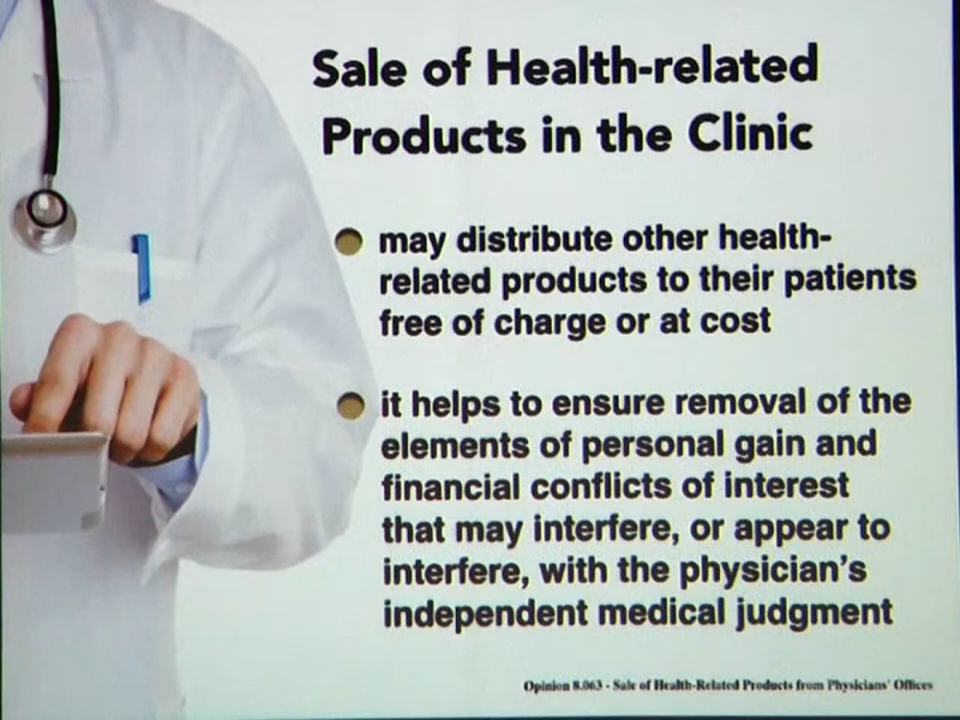 Sale of Health-related
Products in the Clinic
may distribute other health-
related products to their patients
free of charge or at cost
it helps to ensure removal of the
elements of personal gain and
financial conflicts of interest
that may interfere, or appear to
interfere, with the physician's
independent medical judgment
Opinion 8.063 - Sale of Health-Related Products from Physicians' Offices